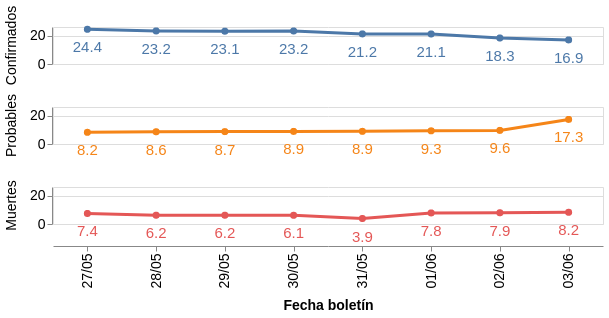 Confirmados
20
0
24.4 23.2 23.1 23.2 21.2 21.1 18.3 16.9
Probables
20
0
8.2 8.6 8.7 8.9 8.9 9.3 9.6 17.3
Muertes
20
0
7.4 6.2 6.2 6.1 3.9 7.8 7.9 8.2
27/05 28/05 29/05 30/05 31/05 01/06 02/06 03/06
Fecha boletín